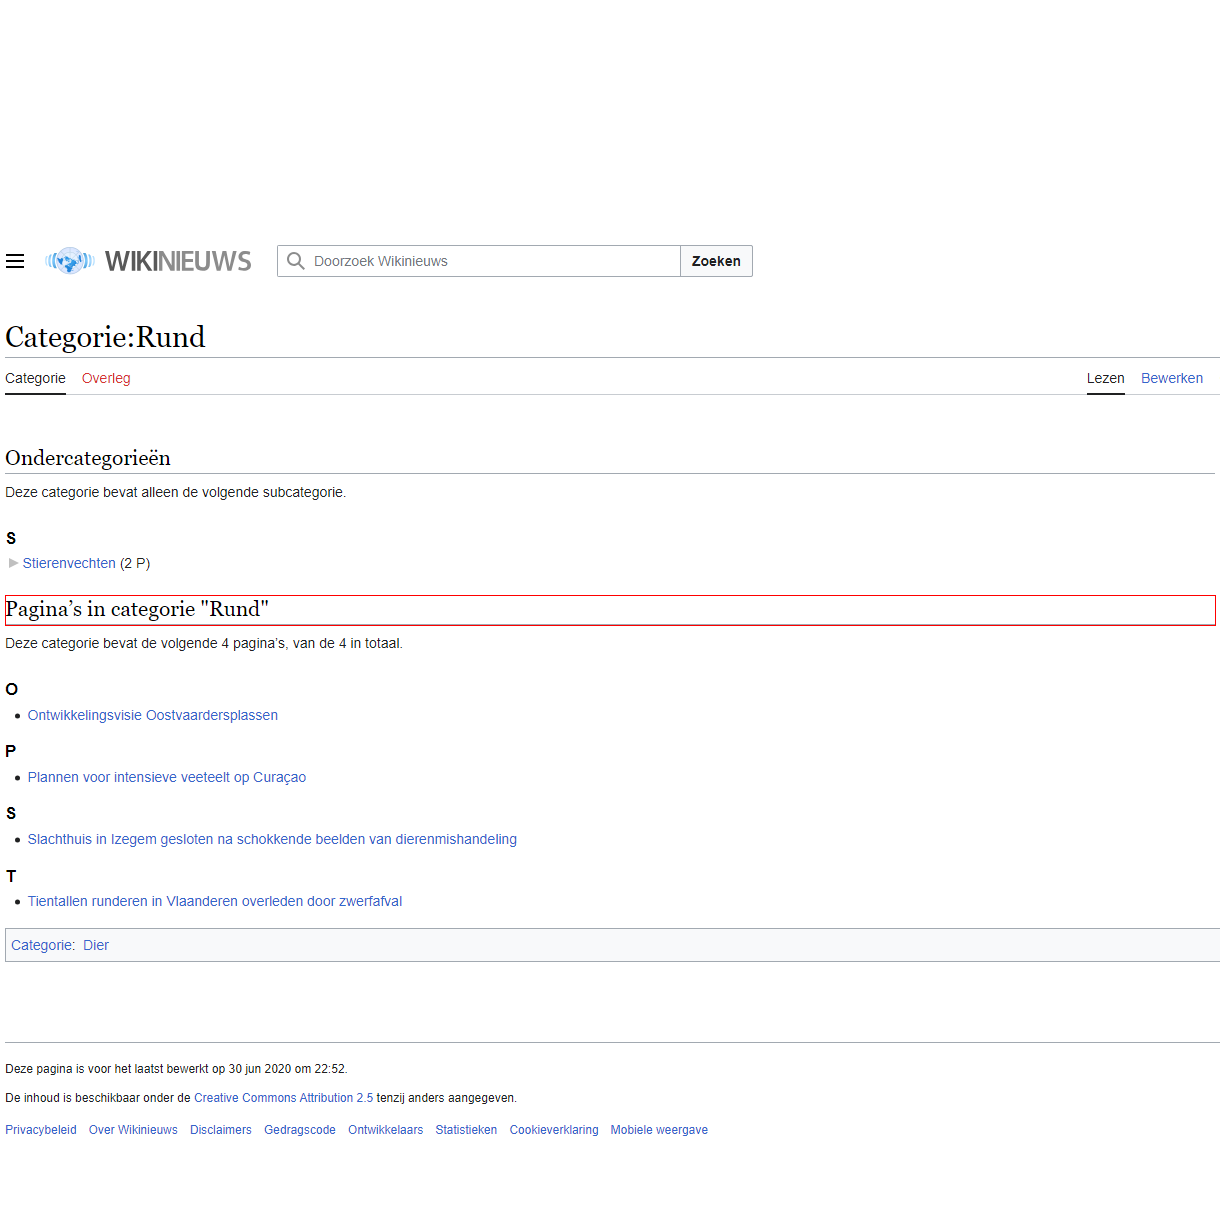 WIKINIEUWS
Doorzoek Wikinieuws
Zoeken
Categorie:Rund
Categorie Overleg Lezen Bewerken
Ondercategorieën
Deze categorie bevat alleen de volgende subcategorie.
S
Stierenvechten (2 P)
Pagina’s in categorie "Rund"
Deze categorie bevat de volgende 4 pagina’s, van de 4 in totaal.
O
Ontwikkelingsvisie Oostvaardersplassen
P
Plannen voor intensieve veeteelt op Curaçao
S
Slachthuis in Izegem gesloten na schokkende beelden van dierenmishandeling
T
Tientallen runderen in Vlaanderen overleden door zwerfafval
Categorie: Dier
Deze pagina is voor het laatst bewerkt op 30 jun 2020 om 22:52.
De inhoud is beschikbaar onder de Creative Commons Attribution 2.5 tenzij anders aangegeven.
Privacybeleid Over Wikinieuws Disclaimers Gedragscode Ontwikkelaars Statistieken Cookieverklaring Mobiele weergave